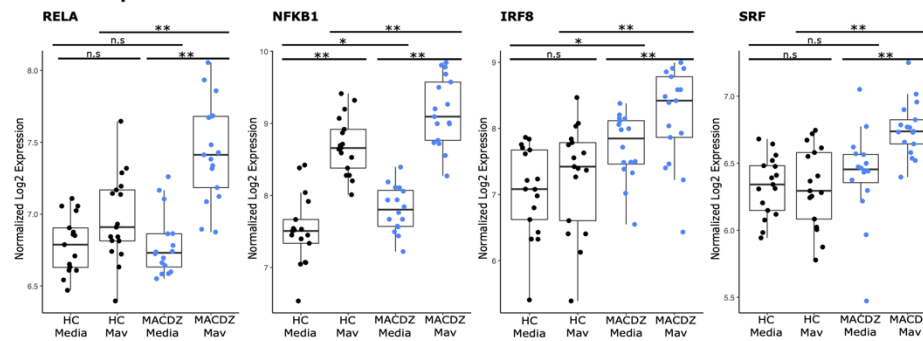 RELA
NFKB1
IRF8
SRF
**
n.s
n.s
**
**
*
**
**
**
*
n.s
**
**
n.s
**
Normalized Log2 Expression
8.0
7.5
7.0
6.5
HC Media
HC Mav
MACDZ Media
MACDZ Mav
Normalized Log2 Expression
10
9
8
7
HC Media
HC Mav
MACDZ Media
MACDZ Mav
Normalized Log2 Expression
9
8
7
6
HC Media
HC Mav
MACDZ Media
MACDZ Mav
Normalized Log2 Expression
7.0
6.5
6.0
5.5
HC Media
HC Mav
MACDZ Media
MACD
Mav